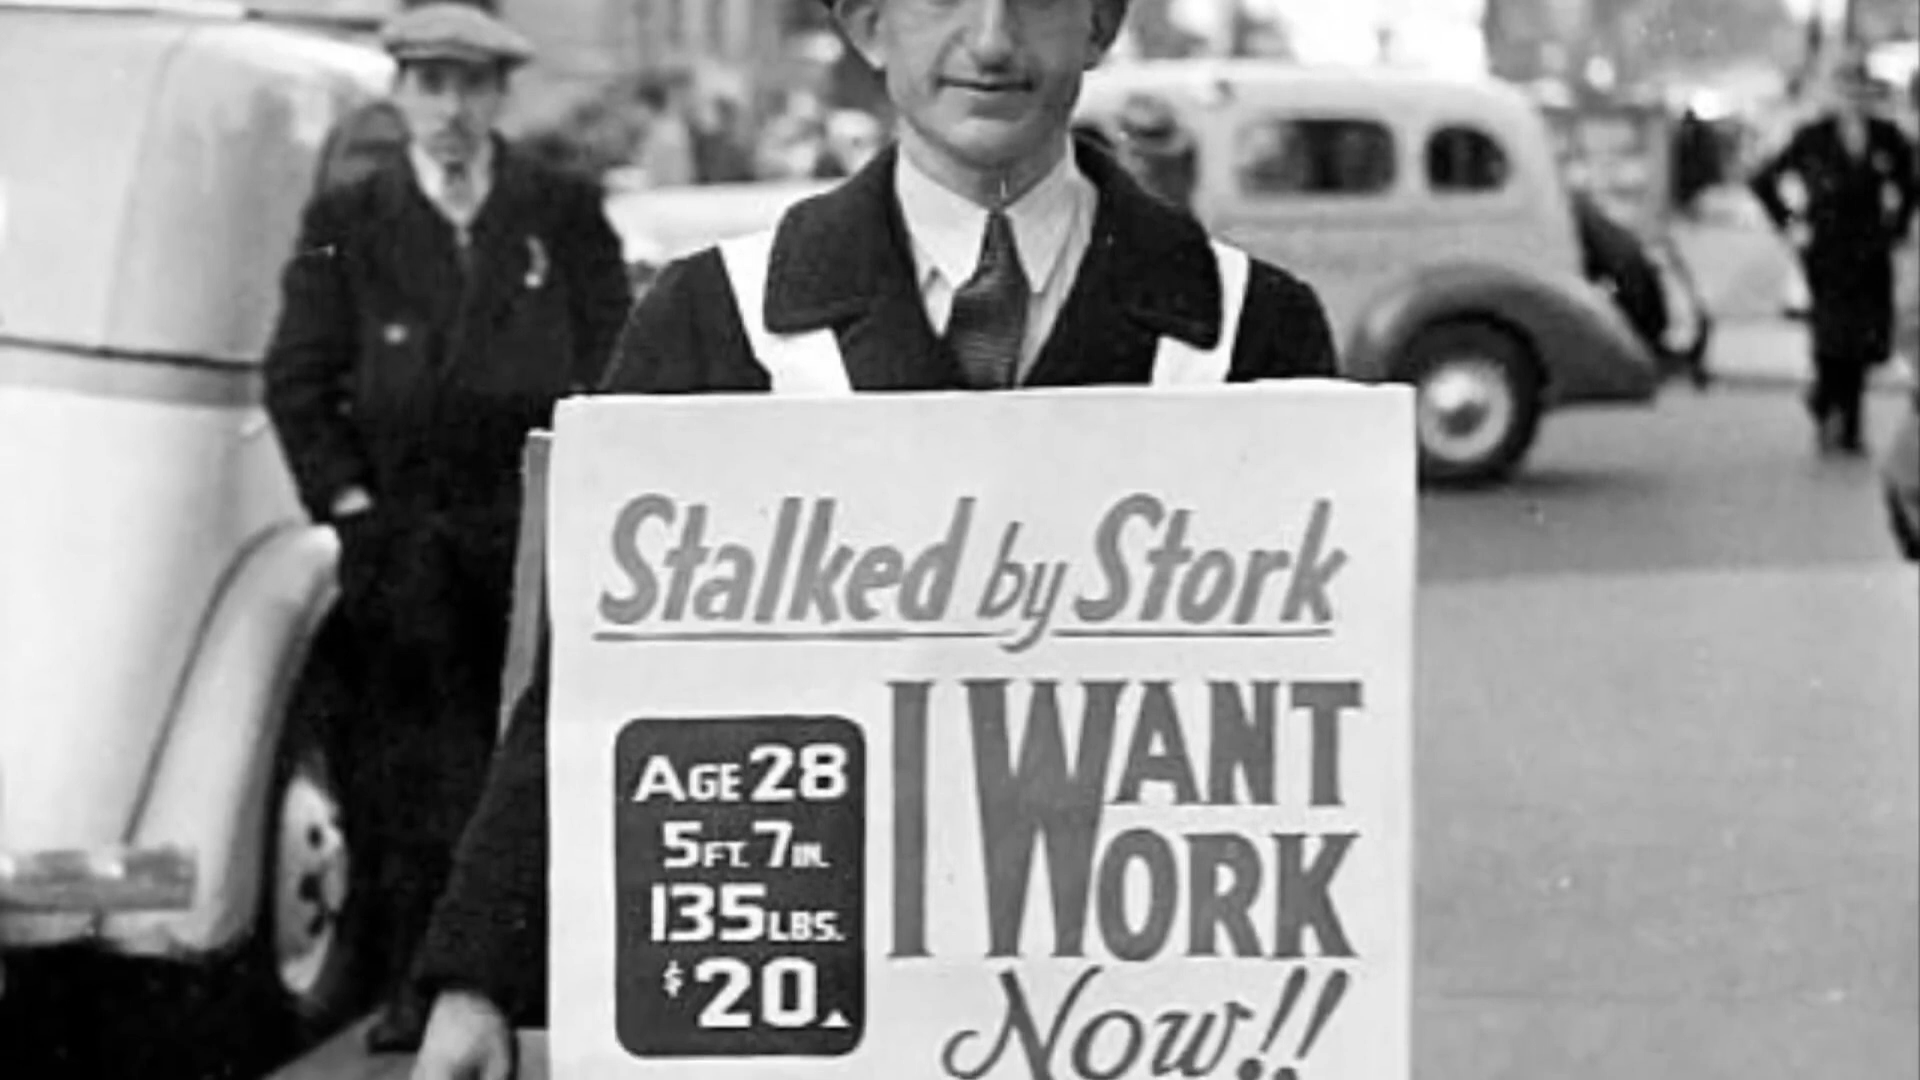 Stalked by Stork
I WANT
WORK
Now!!
AGE 28
5FT. 7IN.
135LBS.
$20.